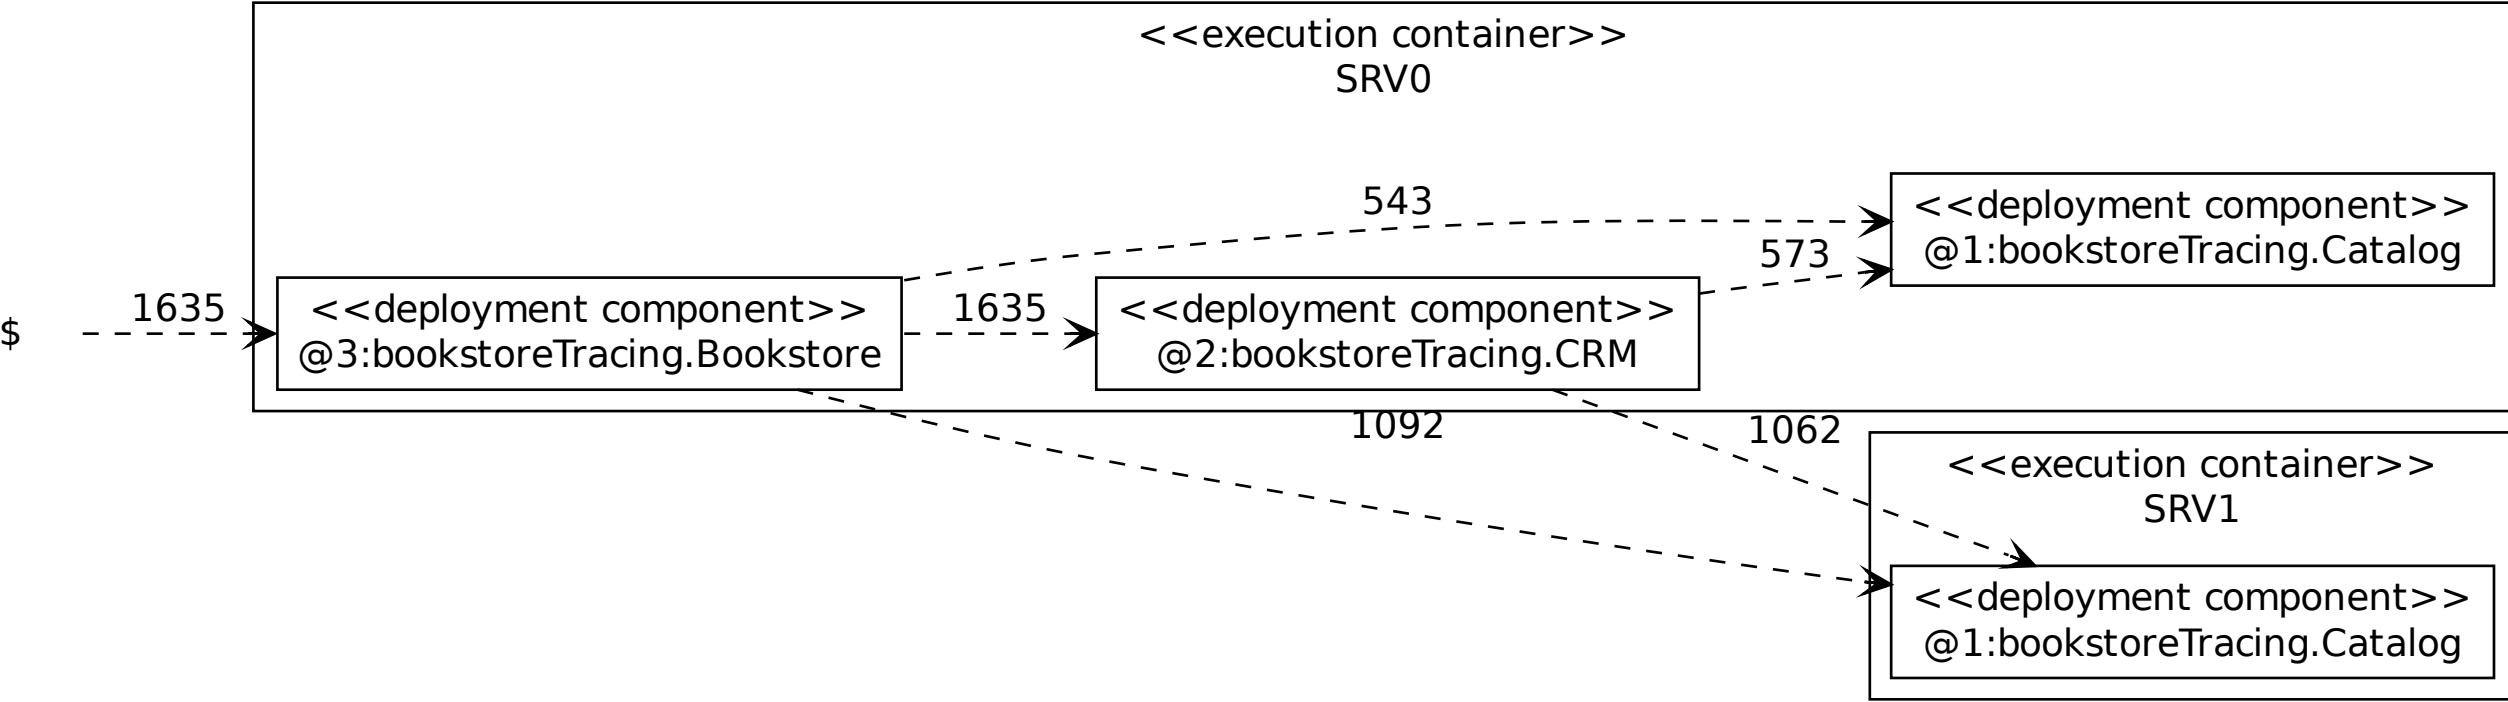 <<execution container>>
SRV0
543
<<deployment component>>
@1:bookstoreTracing.Catalog
573
$
1635
<<deployment component>>
@3:bookstoreTracing.Bookstore
1635
<<deployment component>>
@2:bookstoreTracing.CRM
1092
1062
<<execution container>>
SRV1
<<deployment component>>
@1:bookstoreTracing.Catalog